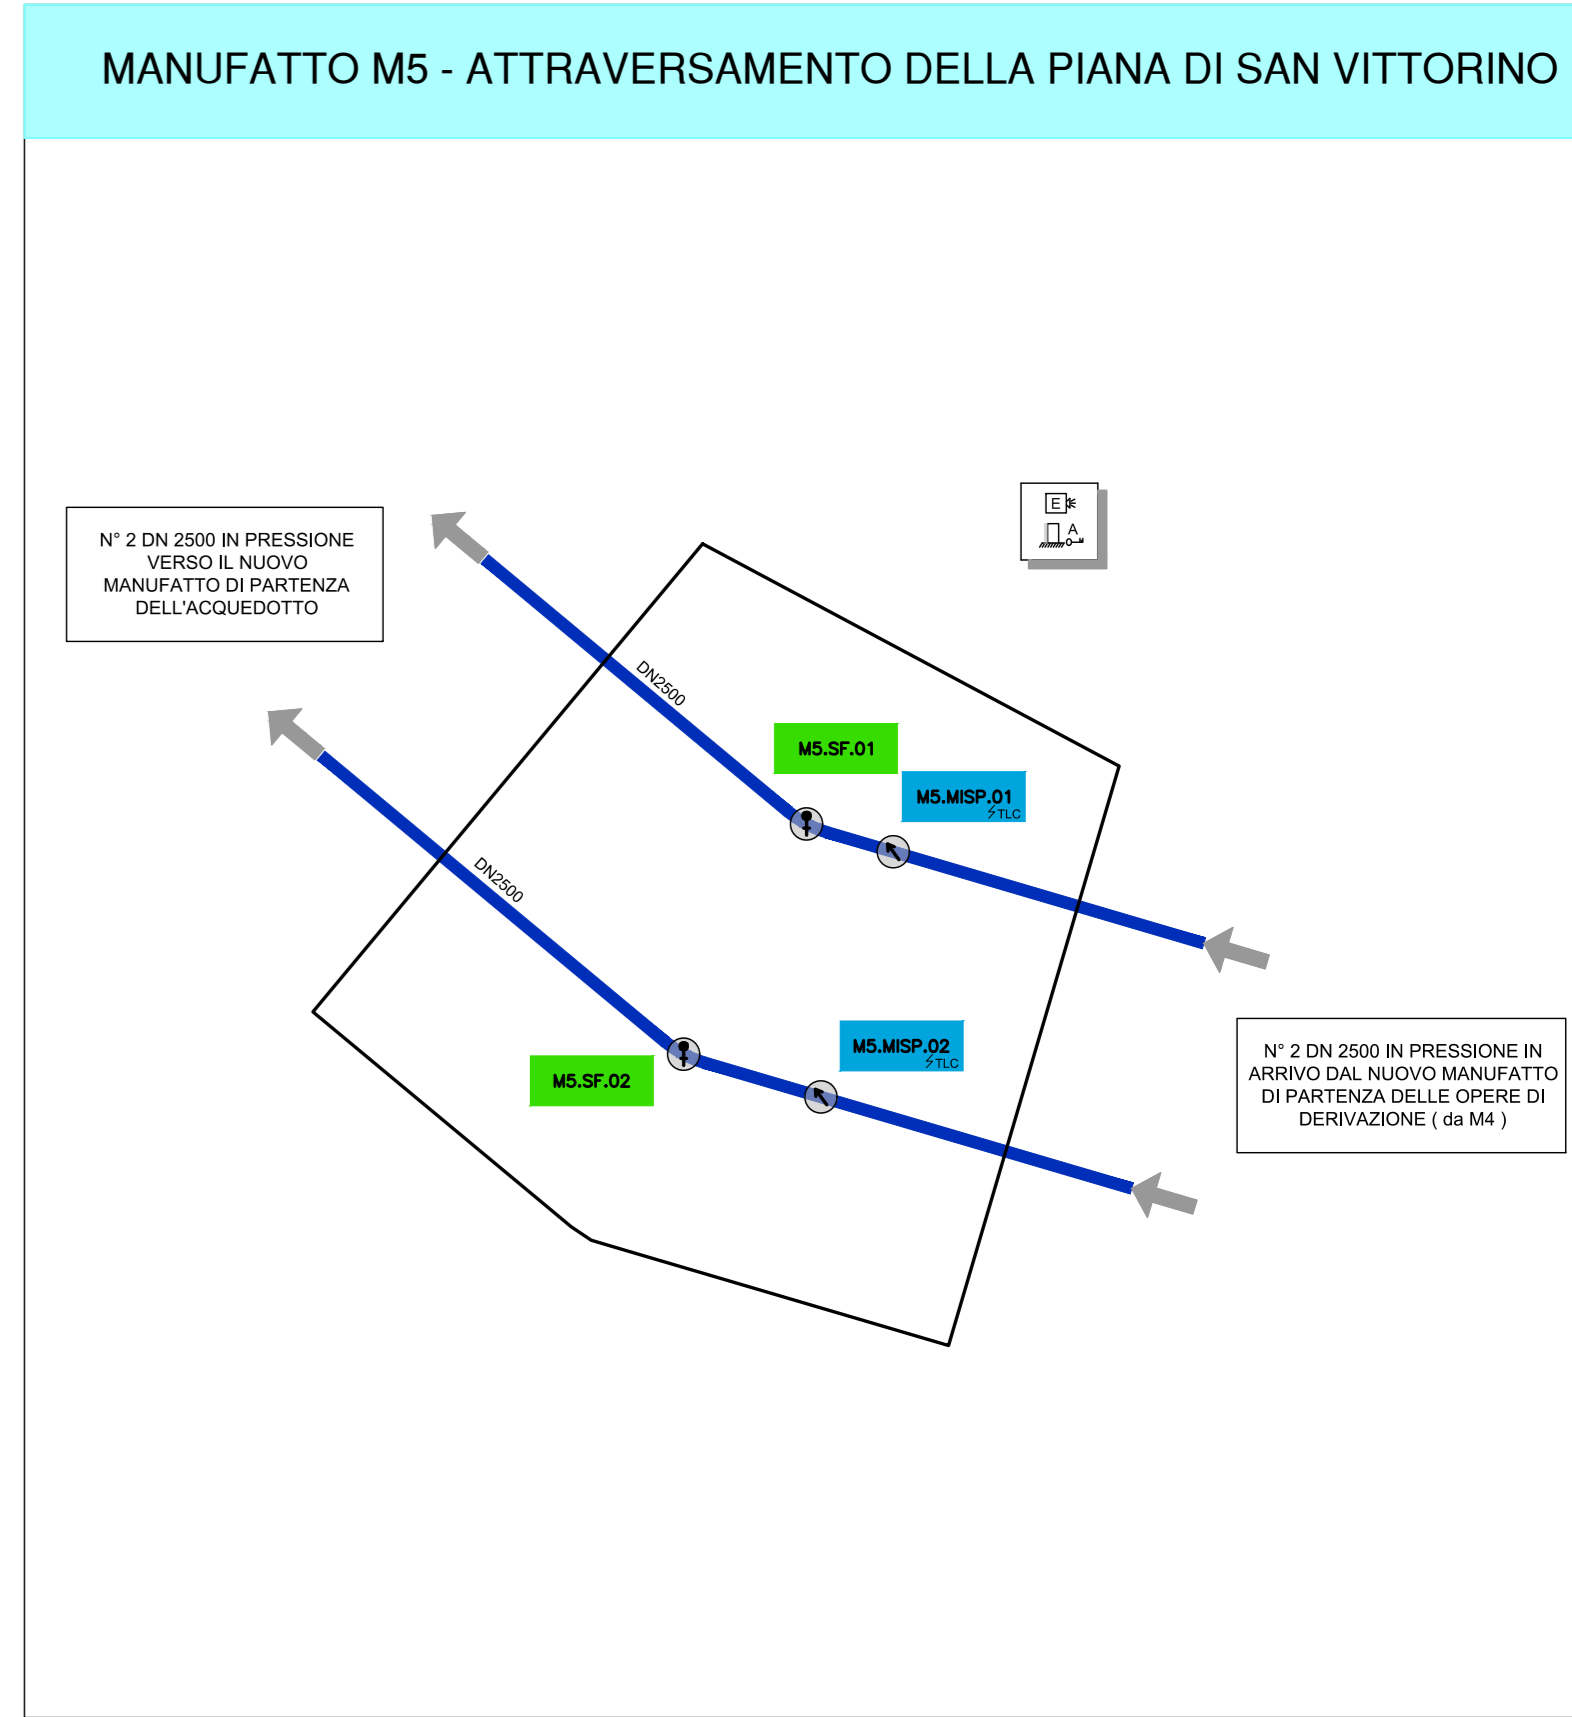 MANUFATTO M5 - ATTRAVERSAMENTO DELLA PIANA DI SAN VITTORINO
E
A
N° 2 DN 2500 IN PRESSIONE
VERSO IL NUOVO
MANUFATTO DI PARTENZA
DELL'ACQUEDOTTO
DN2500
M5.SF.01
M5.MISP.01
TLC
DN2500
M5.MISP.02
TLC
M5.SF.02
N° 2 DN 2500 IN PRESSIONE IN
ARRIVO DAL NUOVO MANUFATTO
DI PARTENZA DELLE OPERE DI
DERIVAZIONE ( da M4 )